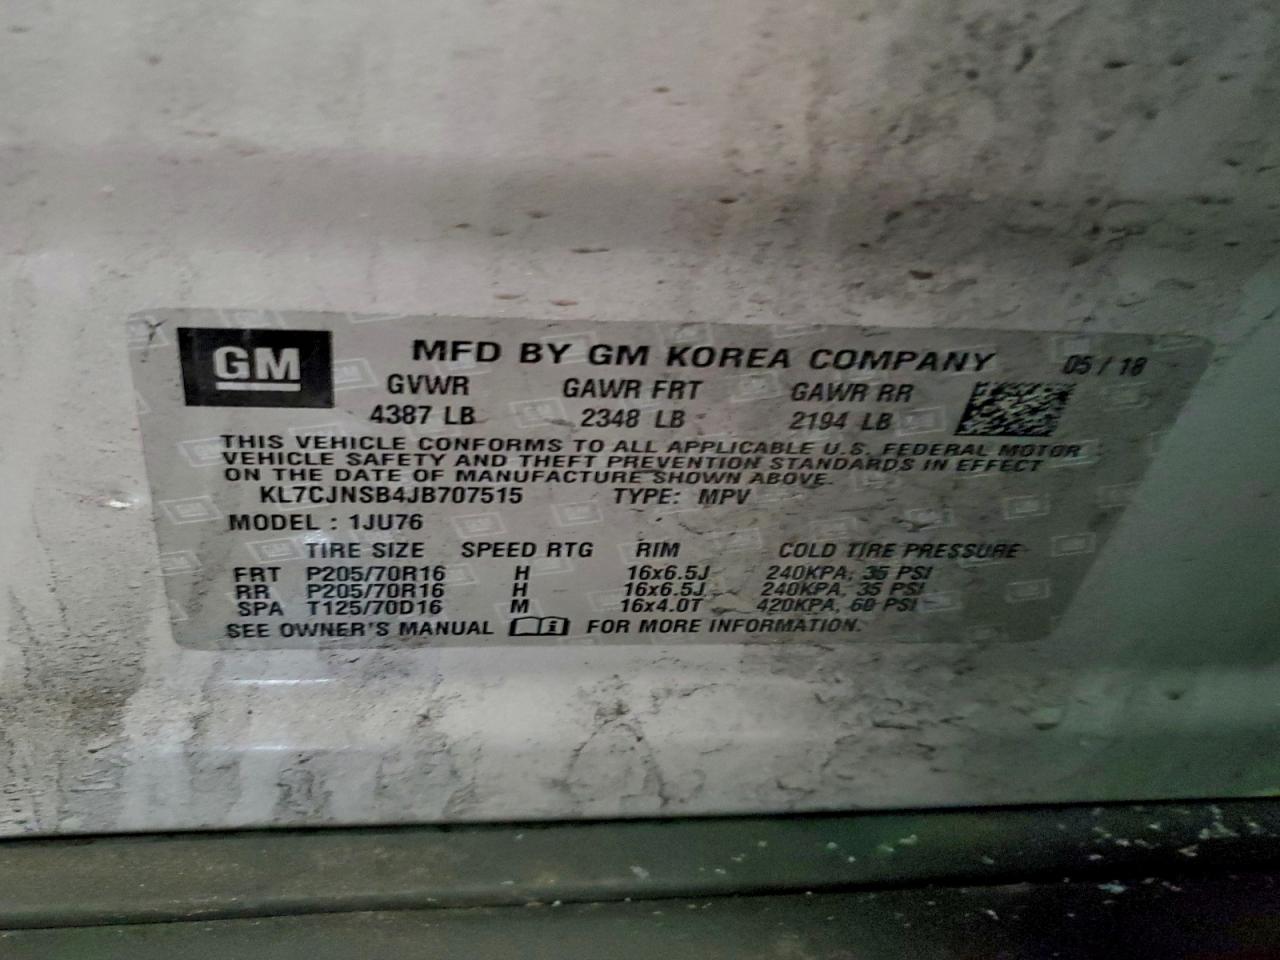 GM
MFD BY GM KOREA COMPANY 05 / 18
GVWR GAWR FRT GAWR RR
4387 LB 2348 LB 2194 LB
THIS VEHICLE CONFORMS TO ALL APPLICABLE U.S. FEDERAL MOTOR
VEHICLE SAFETY AND THEFT PREVENTION STANDARDS IN EFFECT
ON THE DATE OF MANUFACTURE SHOWN ABOVE.
KL7CJNSB4JB707515 TYPE: MPV
MODEL : 1JU76
TIRE SIZE SPEED RTG RIM COLD TIRE PRESSURE
FRT P205/70R16 H 16x6.5J 240KPA, 35 PSI
RR P205/70R16 H 16x6.5J 240KPA, 35 PSI
SPA T125/70D16 M 16x4.0T 420KPA, 60 PSI
SEE OWNER'S MANUAL FOR MORE INFORMATION.